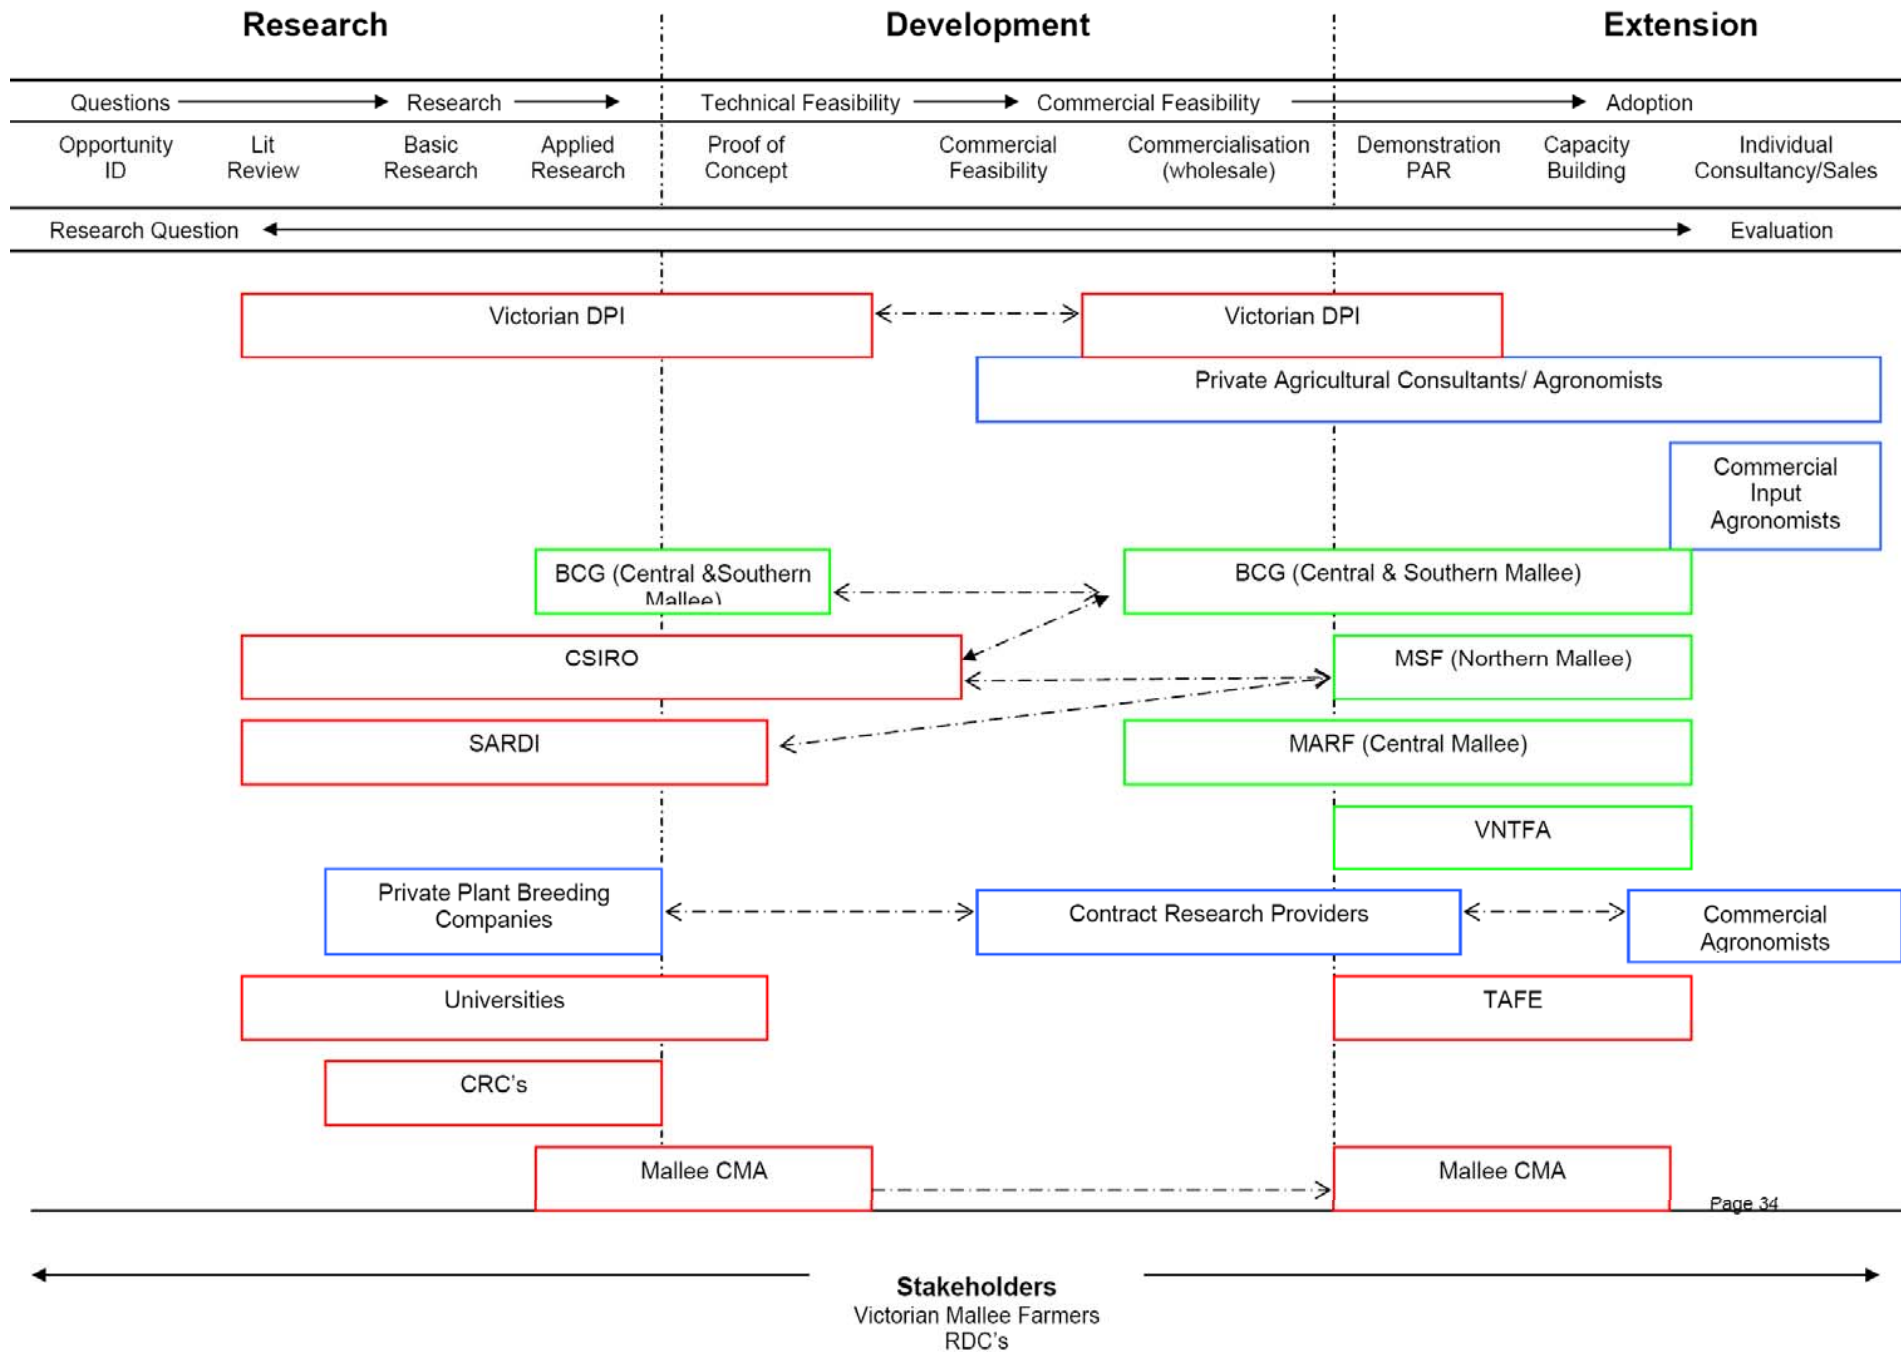 Research Development Extension
Questions Research Technical Feasibility Commercial Feasibility Adoption
Opportunity ID
Lit Review
Basic Research
Applied Research
Proof of Concept
Commercial Feasibility
Commercialisation (wholesale)
Demonstration PAR
Capacity Building
Individual Consultancy/Sales
Research Question Evaluation
Victorian DPI
Victorian DPI
Private Agricultural Consultants/ Agronomists
Commercial
Input
Agronomists
BCG (Central &Southern
Mallee)
BCG (Central & Southern Mallee)
CSIRO
MSF (Northern Mallee)
SARDI
MARF (Central Mallee)
VNTFA
Private Plant Breeding
Companies
Contract Research Providers
Commercial
Agronomists
Universities
TAFE
CRC's
Mallee CMA
Mallee CMA
Page 34
Stakeholders
Victorian Mallee Farmers
RDC's